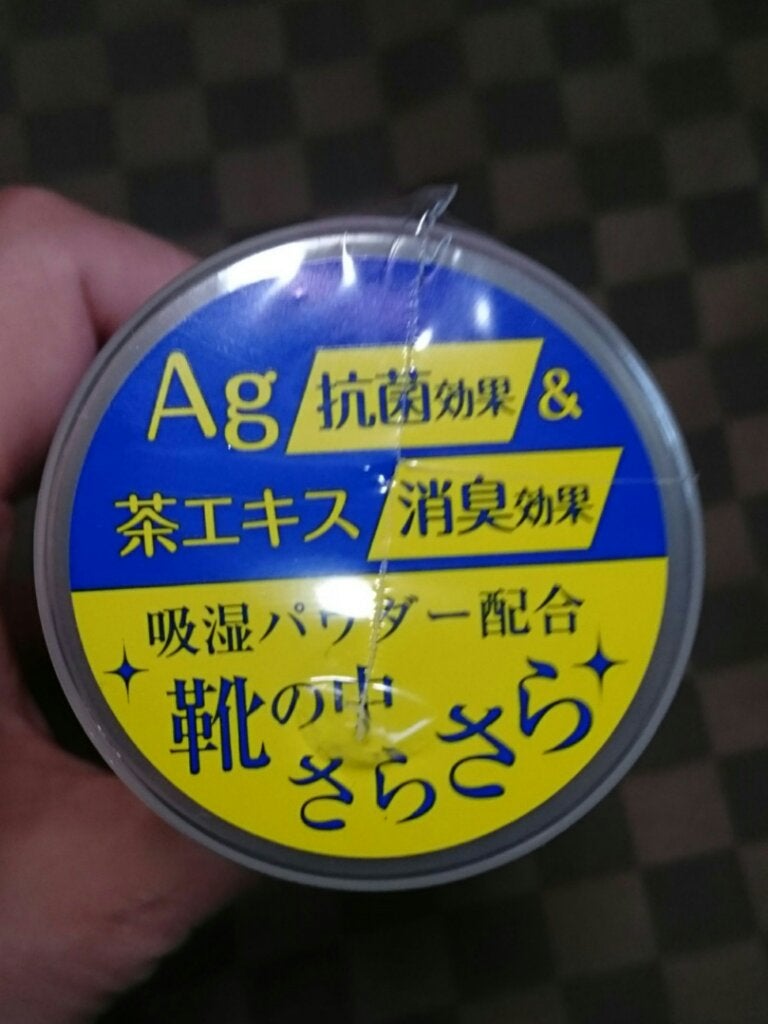 Ag 抗菌効果 &
茶エキス 消臭効果
吸湿パウダー配合
靴の中
さらさら